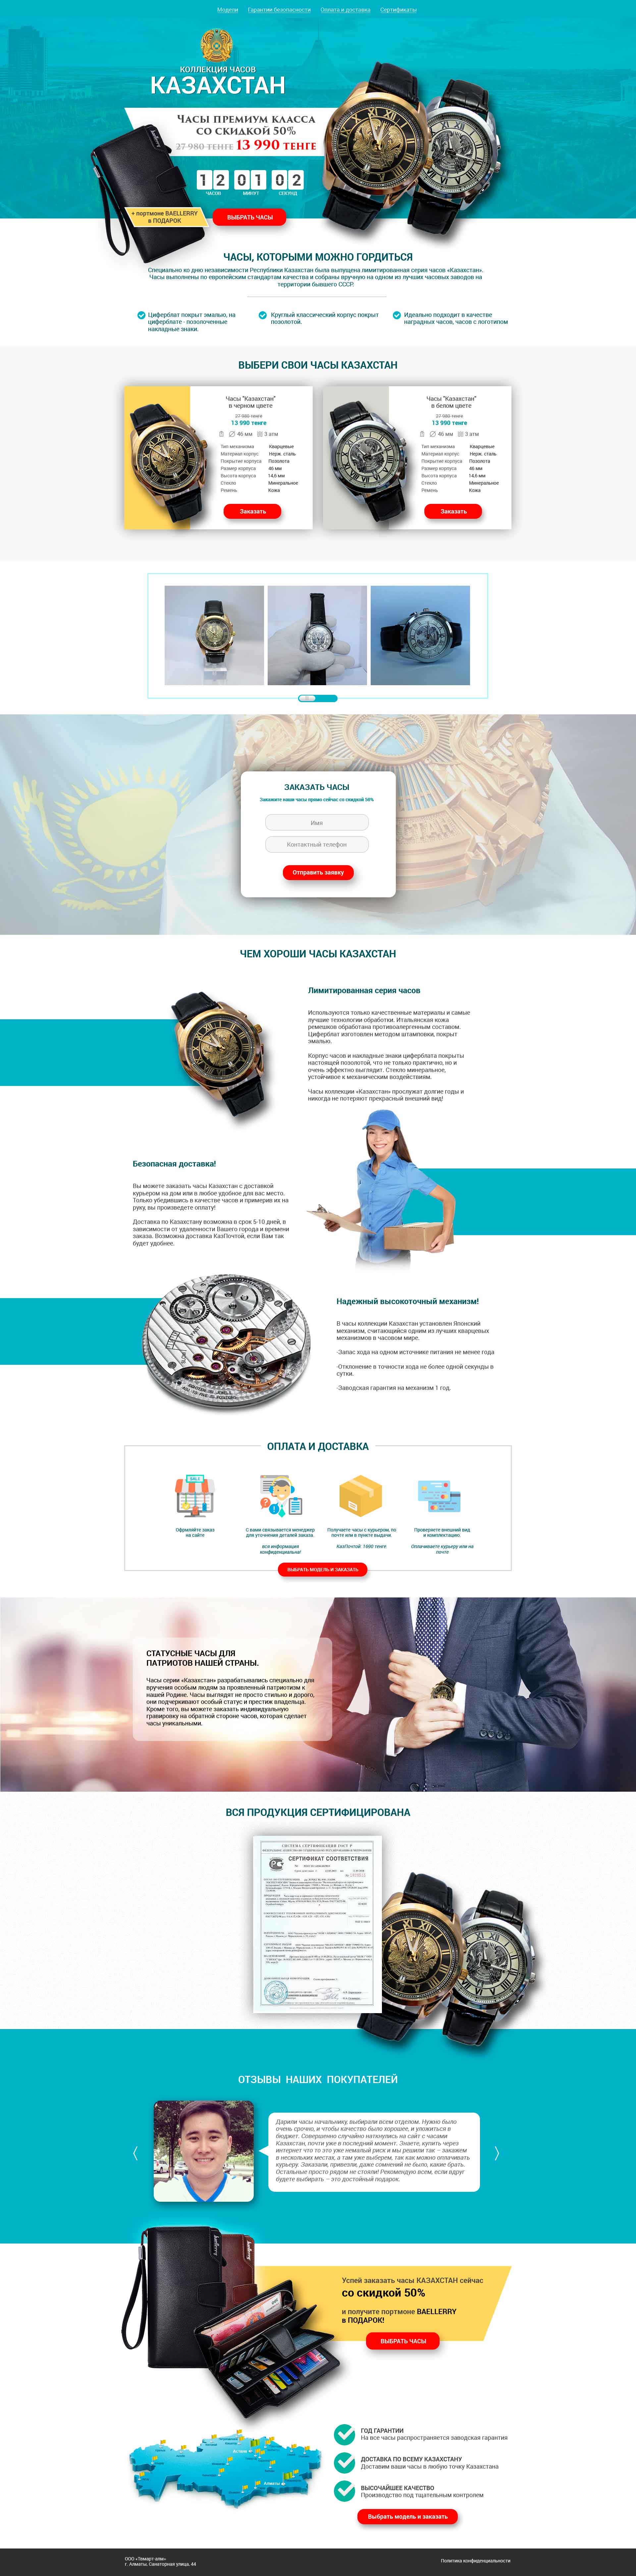 Модели Гарантии безопасности Оплата и доставка Сертификаты
КОЛЛЕКЦИЯ ЧАСОВ
КАЗАХСТАН
Часы премиум класса
со скидкой 50%
27 980 тенге 13 990 тенге
12 01 02
ЧАСОВ МИНУТ СЕКУНД
+ портмоне BAELLERRY
в ПОДАРОК
ВЫБРАТЬ ЧАСЫ
ЧАСЫ, КОТОРЫМИ МОЖНО ГОРДИТЬСЯ
Специально ко дню независимости Республики Казахстан была выпущена лимитированная серия часов «Казахстан».
Часы выполнены по европейским стандартам качества и собраны вручную на одном из лучших часовых заводов на
территории бывшего СССР!
Циферблат покрыт эмалью, на
циферблате - позолоченные
накладные знаки.
Круглый классический корпус покрыт
позолотой.
Идеально подходит в качестве
наградных часов, часов с логотипом
ВЫБЕРИ СВОИ ЧАСЫ КАЗАХСТАН
Часы "Казахстан"
в черном цвете
27 980 тенге
13 990 тенге
46 мм 3 атм
Тип механизма Кварцевые
Материал корпус Нерж. сталь
Покрытие корпуса Позолота
Размер корпуса 46 мм
Высота корпуса 14,6 мм
Стекло Минеральное
Ремень Кожа
Заказать
Часы "Казахстан"
в белом цвете
27 980 тенге
13 990 тенге
46 мм 3 атм
Тип механизма Кварцевые
Материал корпус Нерж. сталь
Покрытие корпуса Позолота
Размер корпуса 46 мм
Высота корпуса 14,6 мм
Стекло Минеральное
Ремень Кожа
Заказать
ЗАКАЗАТЬ ЧАСЫ
Закажите наши часы прямо сейчас со скидкой 50%
Имя
Контактный телефон
Отправить заявку
ЧЕМ ХОРОШИ ЧАСЫ КАЗАХСТАН
Лимитированная серия часов
Используются только качественные материалы и самые
лучшие технологии обработки. Итальянская кожа
ремешков обработана противоалергенным составом.
Циферблат изготовлен методом штамповки, покрыт
эмалью.
Корпус часов и накладные знаки циферблата покрыты
настоящей позолотой, что не только практично, но и
очень эффектно выглядит. Стекло минеральное,
устойчивое к механическим воздействиям.
Часы коллекции «Казахстан» прослужат долгие годы и
никогда не потеряют прекрасный внешний вид!
Безопасная доставка!
Вы можете заказать часы Казахстан с доставкой
курьером на дом или в любое удобное для вас место.
Только убедившись в качестве часов и примерив их на
руку, вы произведете оплату!
Доставка по Казахстану возможна в срок 5-10 дней, в
зависимости от удаленности Вашего города и времени
заказа. Возможна доставка КазПочтой, если Вам так
будет удобнее.
Надежный высокоточный механизм!
В часы коллекции Казахстан установлен Японский
механизм, считающийся одним из лучших кварцевых
механизмов в часовом мире.
-Запас хода на одном источнике питания не менее года
-Отклонение в точности хода не более одной секунды в
сутки.
-Заводская гарантия на механизм 1 год.
ОПЛАТА И ДОСТАВКА
Офрмляйте заказ
на сайте
С вами связывается менеджер
для уточнения деталей заказа.
вся информация
конфиденциальна!
Получаете часы с курьером, по
почте или в пункте выдачи.
КазПочтой: 1000 тенге
Проверяете внешний вид
и комплектацию.
Оплачиваете курьеру или на
почте
ВЫБРАТЬ МОДЕЛЬ И ЗАКАЗАТЬ
СТАТУСНЫЕ ЧАСЫ ДЛЯ
ПАТРИОТОВ НАШЕЙ СТРАНЫ.
Часы серии «Казахстан» разрабатывались специально для
вручения особым людям за проявленный патриотизм к
нашей Родине. Часы выглядят не просто стильно и дорого,
они подчеркивают особый статус и престиж владельца.
Кроме того, вы можете заказать индивидуальную
гравировку на обратной стороне часов, которая сделает
часы уникальными.
ВСЯ ПРОДУКЦИЯ СЕРТИФИЦИРОВАНА
СИСТЕМА СЕРТИФИКАЦИИ ГОСТ Р
СЕРТИФИКАТ СООТВЕТСТВИЯ
ОТЗЫВЫ НАШИХ ПОКУПАТЕЛЕЙ
Дарили часы начальнику, выбирали всем отделом. Нужно было
очень срочно, и чтобы качество было хорошее, и уложиться в
бюджет. Совершенно случайно наткнулись на сайт с часами
Казахстан, почти уже в последний момент. Знаете, купить через
интернет что то это уже немалый риск и мы решили так – закажем
в нескольких местах, а там уже выберем, так как можно оплачивать
курьеру. Заказали, привезли, даже сомнений не было, какие брать.
Остальные просто рядом не стояли! Рекомендую всем, если вдруг
будете выбирать – это достойный подарок.
Успей заказать часы КАЗАХСТАН сейчас
со скидкой 50%
и получите портмоне BAELLERRY
в ПОДАРОК!
ВЫБРАТЬ ЧАСЫ
Астана
Алматы
ГОД ГАРАНТИИ
На все часы распространяется заводская гарантия
ДОСТАВКА ПО ВСЕМУ КАЗАХСТАНУ
Доставим ваши часы в любую точку Казахстана
ВЫСОЧАЙШЕЕ КАЧЕСТВО
Производство под тщательным контролем
Выбрать модель и заказать
ООО «Темарт-алм»
г. Алматы, Санаторная улица, 44
Политика конфиденциальности